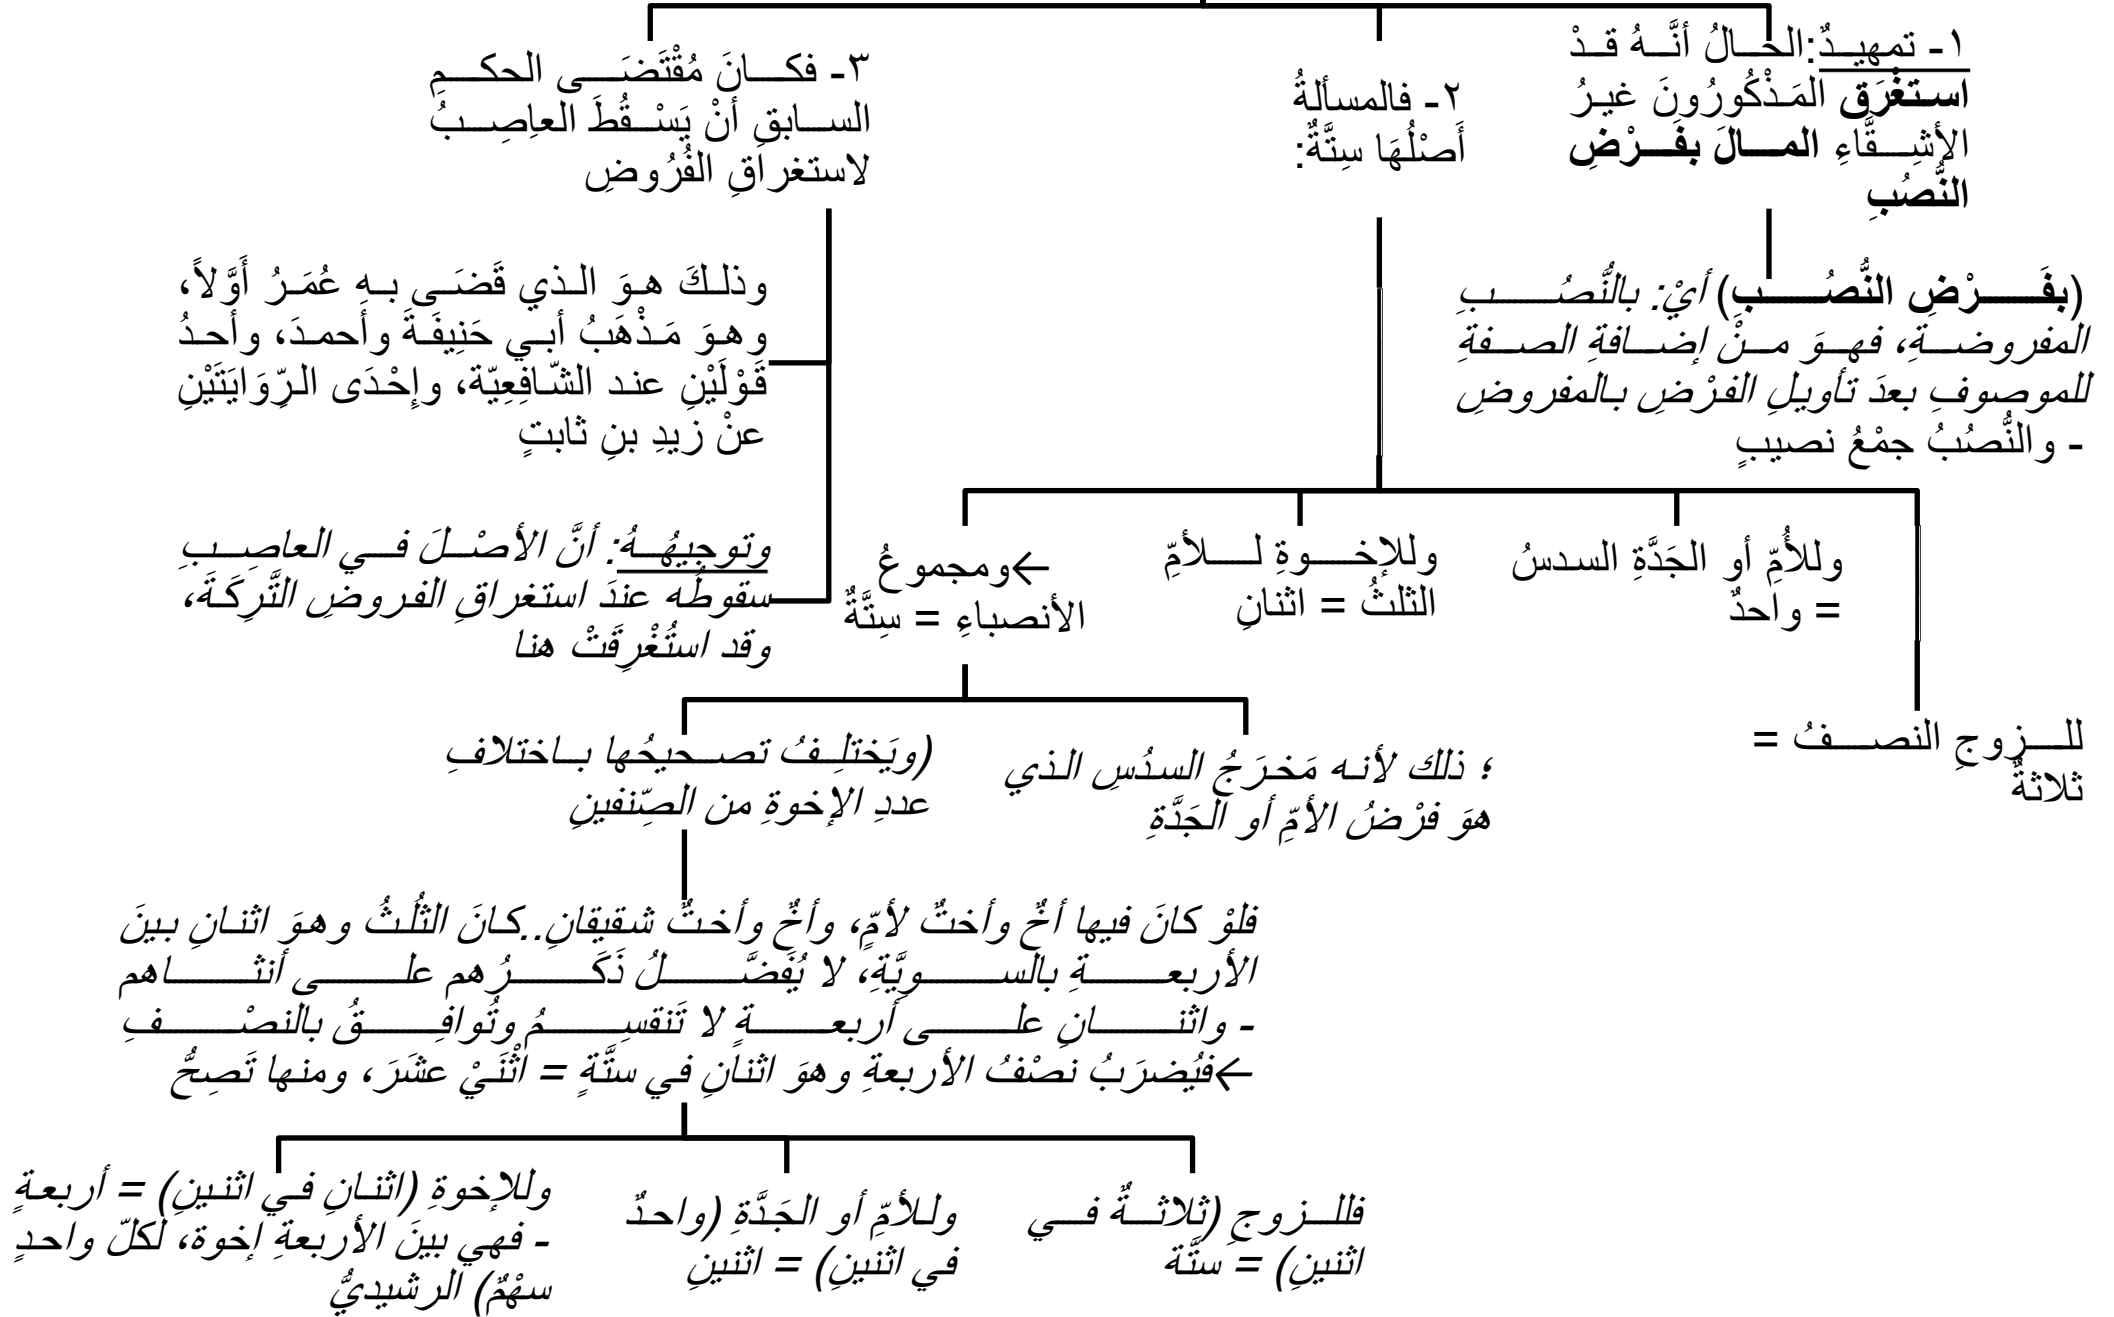 ١- تمهيدٌ:الحالُ أنَّهُ قدْ
استغْرَق المَذْكُورُونَ غيرُ
الأشِقَّاءِ المالَ بفَرْضِ
النُّصُبِ
٢- فالمسألةُ
أَصْلُهَا سِتَّةٌ:
٣- فكانَ مُقْتَضَى الحكمِ
السابقِ أنْ يَسْقُطَ العاصِبُ
لاستغراقِ الفُرُوضِ
(بفَرْضِ النُّصُبِ) أيْ: بالنُّصُبِ
المفروضةِ، فهوَ منْ إضافةِ الصفةِ
للموصوفِ بعدَ تأويلِ الفرْضِ بالمفروضِ
- والنُّصُبُ جمْعُ نصيبٍ
وذلكَ هوَ الذي قَضَى بهِ عُمَرُ أَوَّلاً،
وهوَ مَذْهَبُ أبي حَنِيفَةَ وأحمدَ، وأحدُ
قَوْلَيْنِ عند الشّافِعِيّة، وإِحْدَى الرِّوَايَتَيْنِ
عنْ زيدِ بنِ ثابتٍ
وتوجِيهُهُ: أنَّ الأصْلَ في العاصِبِ
سقوطُه عندَ استغراقِ الفروضِ التَّرِكَةَ،
وقد استُغْرِقَتْ هنا
للزوجِ النصفُ =
ثلاثةٌ
وللأُمِّ أو الجَدَّةِ السدسُ
= واحدٌ
وللإخوةِ للأمِّ
الثلثُ = اثنانِ
←ومجموعُ
الأنصباءِ = سِتَّةٌ
؛ ذلك لأنه مَخرَجُ السدُسِ الذي
هوَ فرْضُ الأمِّ أو الجَدَّةِ
(ويَختلِفُ تصحيحُها باختلافِ
عددِ الإخوةِ من الصِّنفينِ
فلوْ كانَ فيها أخٌ وأختٌ لأمٍّ، وأخٌ وأختٌ شقيقانِ..كانَ الثلُثُ وهوَ اثنانِ بينَ
الأربعةِ بالسويَّةِ، لا يُفَضَّلُ ذَكَرُهم على أنثاهم
- واثنانِ على أربعةٍ لا تَنقسِمُ وتُوافِقُ بالنصْفِ
←فيُضرَبُ نصْفُ الأربعةِ وهوَ اثنانِ في ستَّةٍ = اثْنَيْ عشَرَ، ومنها تَصِحُّ
فللزوجِ (ثلاثةٌ في
اثنينِ) = ستَّة
وللأمِّ أو الجَدَّةِ (واحدٌ
في اثنينِ) = اثنينِ
وللإخوةِ (اثنانِ في اثنينِ) = أربعةٍ
- فهي بينَ الأربعةِ إخوة، لكلّ واحدٍ
سهْمٌ) الرشيديُّ